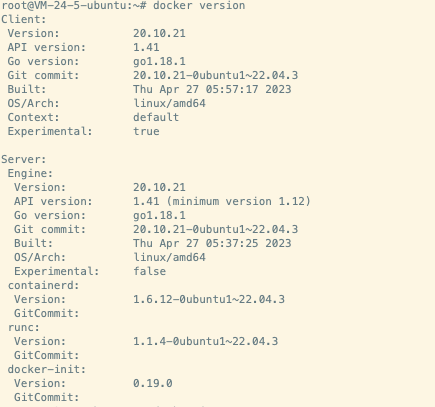 root@VM-24-5-ubuntu:~# docker version
Client:
 Version:           20.10.21
 API version:       1.41
 Go version:        go1.18.1
 Git commit:        20.10.21-0ubuntu1~22.04.3
 Built:             Thu Apr 27 05:57:17 2023
 OS/Arch:           linux/amd64
 Context:           default
 Experimental:      true

Server:
 Engine:
  Version:          20.10.21
  API version:      1.41 (minimum version 1.12)
  Go version:       go1.18.1
  Git commit:       20.10.21-0ubuntu1~22.04.3
  Built:            Thu Apr 27 05:37:25 2023
  OS/Arch:          linux/amd64
  Experimental:     false
 containerd:
  Version:          1.6.12-0ubuntu1~22.04.3
  GitCommit:
 runc:
  Version:          1.1.4-0ubuntu1~22.04.3
  GitCommit:
 docker-init:
  Version:          0.19.0
  GitCommit: